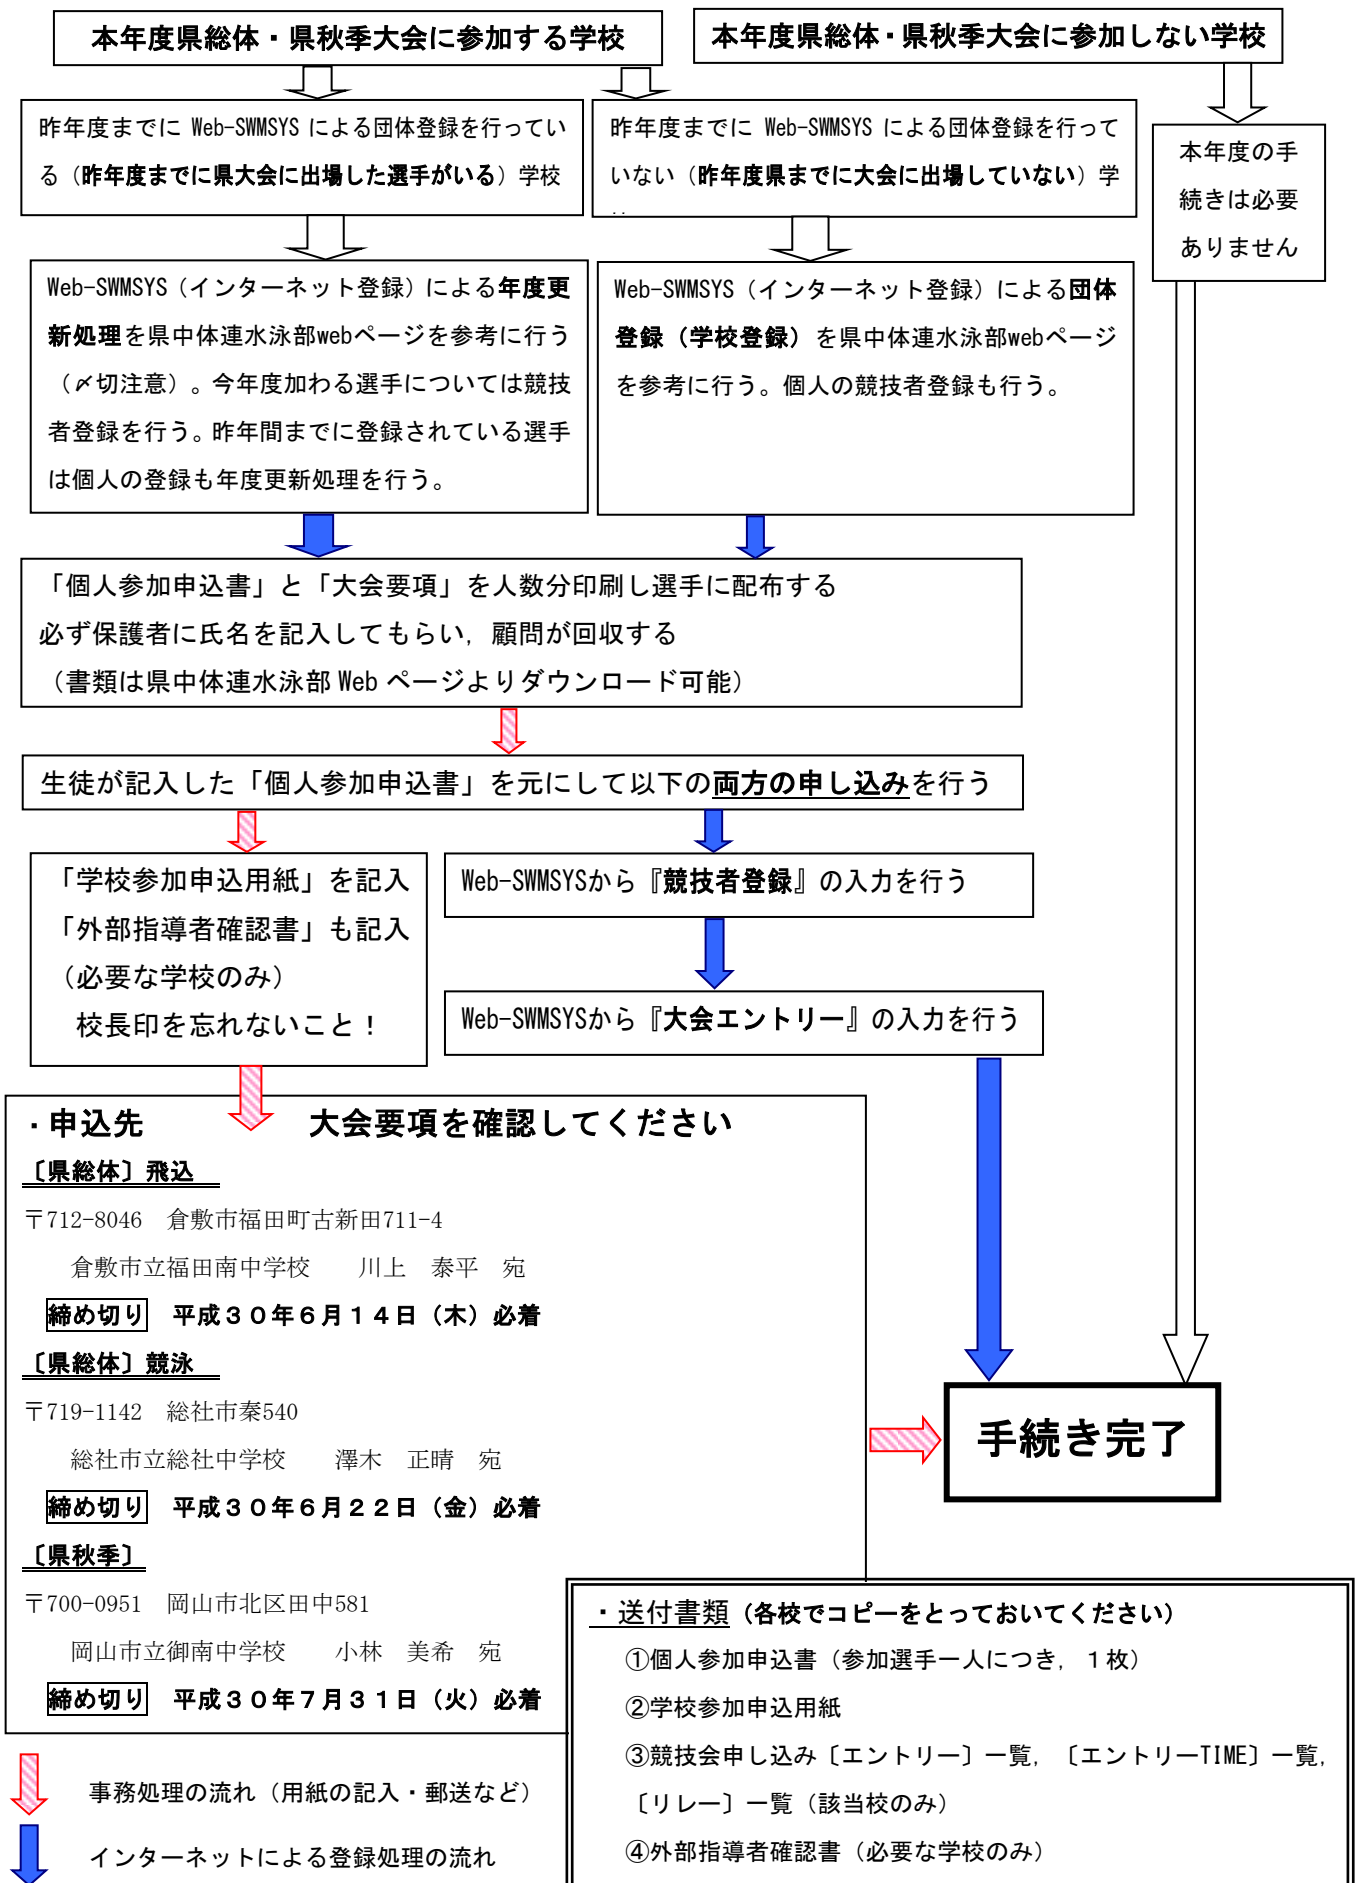 本年度県総体・県秋季大会に参加する学校
本年度県総体・県秋季大会に参加しない学校
昨年度までに Web-SWMSYS による団体登録を行ってい
る（昨年度までに県大会に出場した選手がいる）学校
昨年度までに Web-SWMSYS による団体登録を行って
いない（昨年度県までに大会に出場していない）学
本年度の手
続きは必要
ありません
Web-SWMSYS（インターネット登録）による年度更
新処理を県中体連水泳部webページを参考に行う
（〆切注意）。今年度加わる選手については競技
者登録を行う。昨年間までに登録されている選手
は個人の登録も年度更新処理を行う。
Web-SWMSYS（インターネット登録）による団体
登録（学校登録）を県中体連水泳部webページ
を参考に行う。個人の競技者登録も行う。
「個人参加申込書」と「大会要項」を人数分印刷し選手に配布する
必ず保護者に氏名を記入してもらい，顧問が回収する
（書類は県中体連水泳部 Web ページよりダウンロード可能）
生徒が記入した「個人参加申込書」を元にして以下の両方の申し込みを行う
「学校参加申込用紙」を記入
「外部指導者確認書」も記入
（必要な学校のみ）
校長印を忘れないこと！
Web-SWMSYSから『競技者登録』の入力を行う
Web-SWMSYSから『大会エントリー』の入力を行う
・申込先　　　　大会要項を確認してください
〔県総体〕飛込
〒712-8046　倉敷市福田町古新田711-4
倉敷市立福田南中学校　　川上　泰平　宛
締め切り　平成３０年６月１４日（木）必着
〔県総体〕競泳
〒719-1142　総社市秦540
総社市立総社中学校　　澤木　正晴　宛
締め切り　平成３０年６月２２日（金）必着
〔県秋季〕
〒700-0951　岡山市北区田中581
岡山市立御南中学校　　小林　美希　宛
締め切り　平成３０年７月３１日（火）必着
手続き完了
・送付書類（各校でコピーをとっておいてください）
①個人参加申込書（参加選手一人につき，１枚）
②学校参加申込用紙
③競技会申し込み〔エントリー〕一覧，〔エントリーTIME〕一覧，
〔リレー〕一覧（該当校のみ）
④外部指導者確認書（必要な学校のみ）
事務処理の流れ（用紙の記入・郵送など）
インターネットによる登録処理の流れ